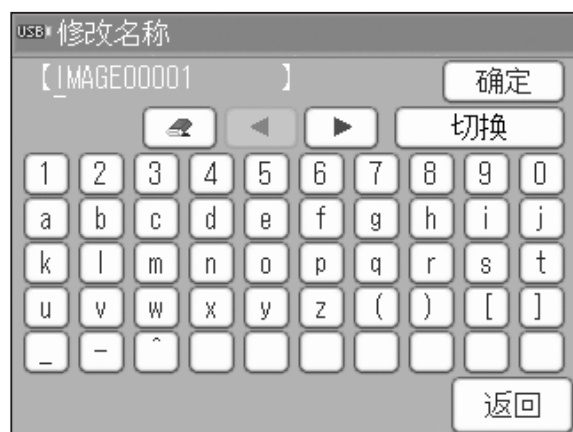 USB 修改名称
【IMAGE00001 】 确定
切换
1 2 3 4 5 6 7 8 9 0
a b c d e f g h i j
k l m n o p q r s t
u v w x y z ( ) [ ]
_ - ^
返回